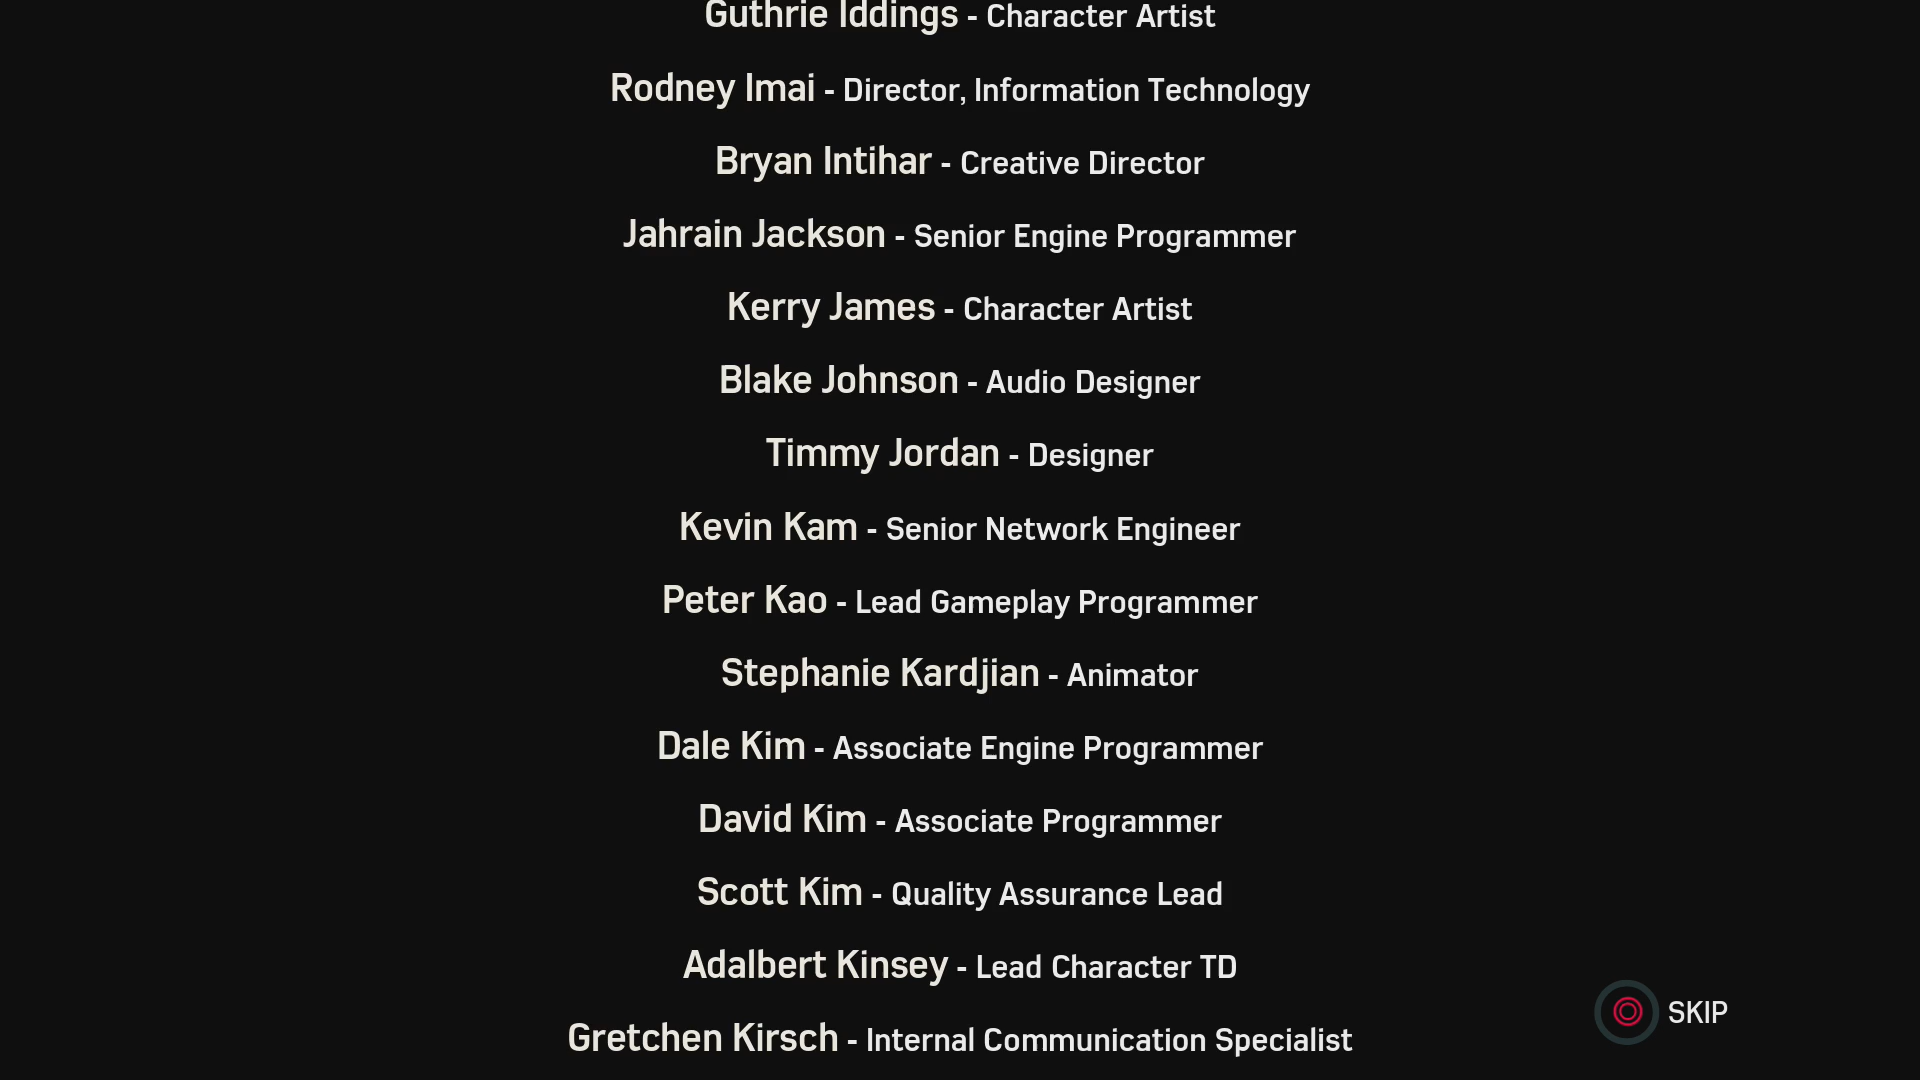 Guthrie Iddings - Character Artist
Rodney Imai - Director, Information Technology
Bryan Intihar - Creative Director
Jahrain Jackson - Senior Engine Programmer
Kerry James - Character Artist
Blake Johnson - Audio Designer
Timmy Jordan - Designer
Kevin Kam - Senior Network Engineer
Peter Kao - Lead Gameplay Programmer
Stephanie Kardjian - Animator
Dale Kim - Associate Engine Programmer
David Kim - Associate Programmer
Scott Kim - Quality Assurance Lead
Adalbert Kinsey - Lead Character TD
SKIP
Gretchen Kirsch - Internal Communication Specialist